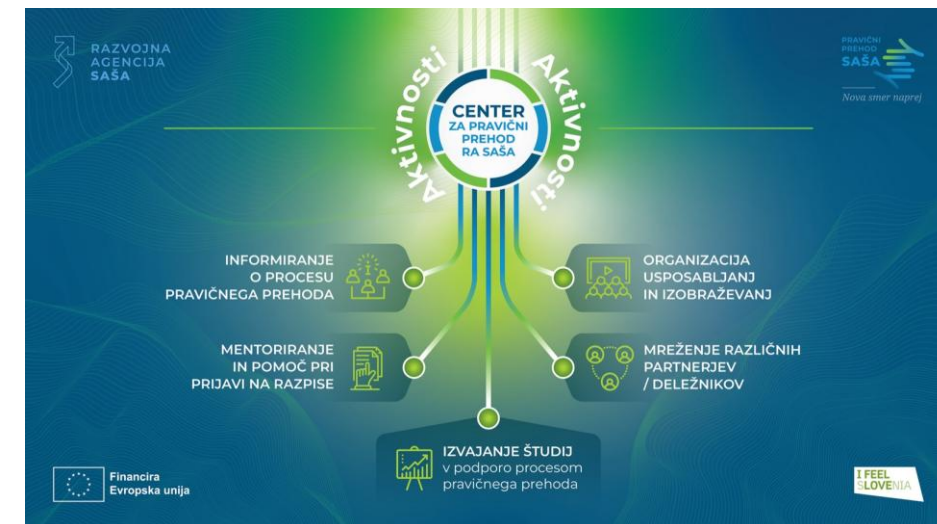 RAZVOJNA
AGENCIJA
SAŠA
PRAVIČNI
PREHOD
SAŠA
Nova smer naprej
Aktivnosti
Aktivnosti
CENTER
ZA PRAVIČNI
PREHOD
RA SAŠA
INFORMIRANJE
O PROCESU
PRAVIČNEGA PREHODA
ORGANIZACIJA
USPOSABLJANJ
IN IZOBRAŽEVANJ
MENTORIRANJE
IN POMOČ PRI
PRIJAVI NA RAZPISE
MREŽENJE RAZLIČNIH
PARTNERJEV
/ DELEŽNIKOV
IZVAJANJE ŠTUDIJ
v podporo procesom
pravičnega prehoda
Financira
Evropska unija
I FEEL
SLOVENIA